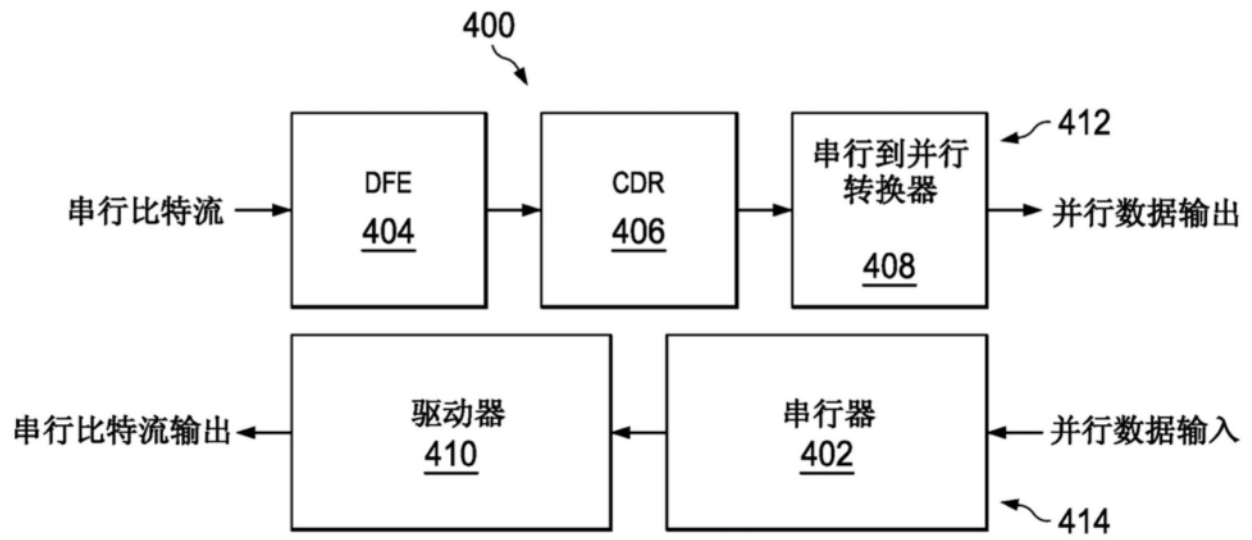 400
412
串行比特流
DFE
404
CDR
406
串行到并行
转换器
408
并行数据输出
串行比特流输出
驱动器
410
串行器
402
并行数据输入
414